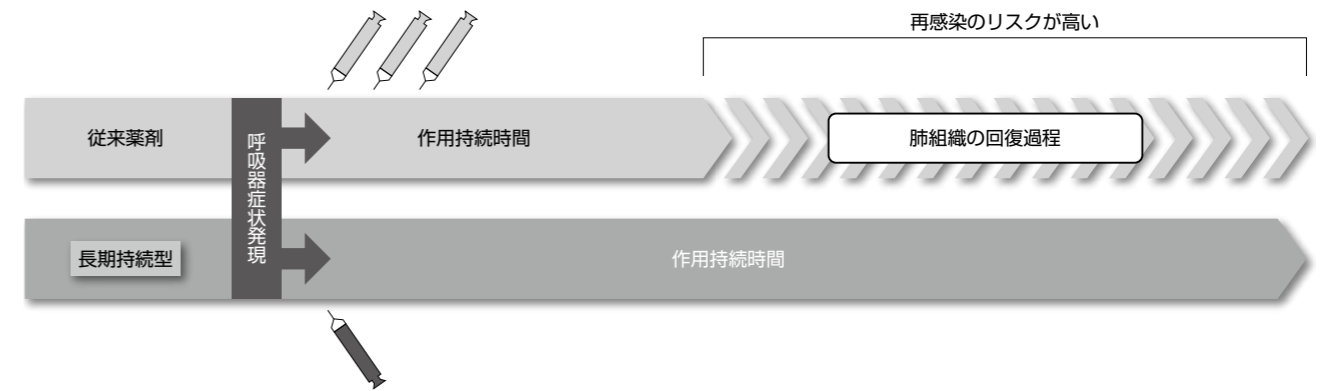 再感染のリスクが高い
従来薬剤
呼吸器症状発現
作用持続時間
肺組織の回復過程
長期持続型
作用持続時間